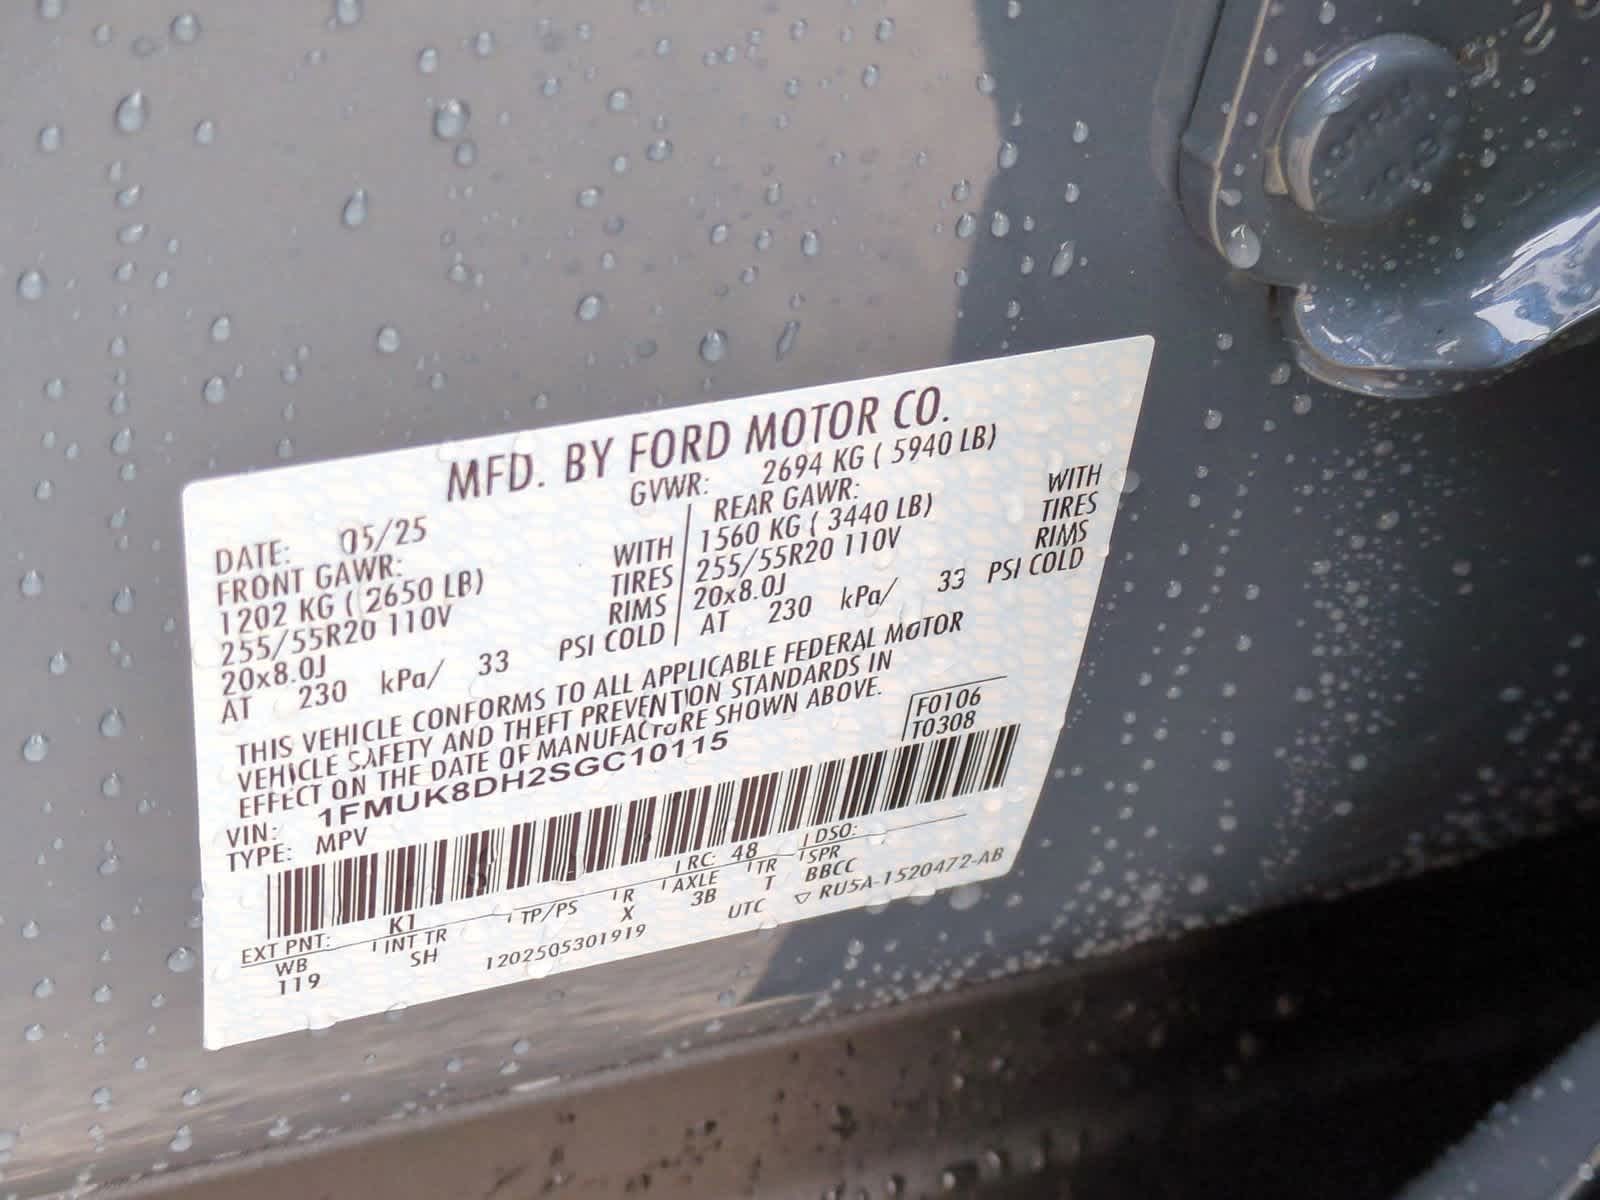 MFD. BY FORD MOTOR CO.
DATE: 05/25 GVWR: 2694 KG ( 5940 LB)
FRONT GAWR: REAR GAWR:
1202 KG ( 2650 LB) WITH 1560 KG ( 3440 LB) WITH
255/55R20 110V TIRES 255/55R20 110V TIRES
20x8.0J RIMS 20x8.0J RIMS
AT 230 kPa/ 33 PSI COLD AT 230 kPa/ 33 PSI COLD
THIS VEHICLE CONFORMS TO ALL APPLICABLE FEDERAL MOTOR
VEHICLE SAFETY AND THEFT PREVENTION STANDARDS IN
EFFECT ON THE DATE OF MANUFACTURE SHOWN ABOVE.
VIN: 1FMUK8DH2SGC10115 F0106
TYPE: MPV T0308
EXT PNT: K1 RC: 48 DSO:
WB INT TR TP/PS R AXLE TR SPR
119 SH X 3B T BBCC
1202505301919 UTC ▽ RU5A-1520472-AB